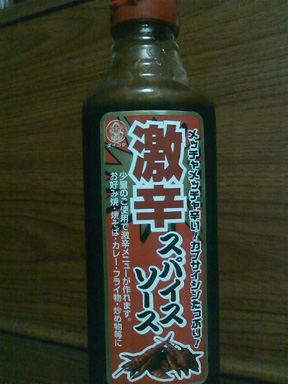 メッチャメッチャ辛い!カプサイシンたっぷり!
激辛
スパイス
ソース
少量のご使用で激辛メニューが作れます。
お好み焼・焼そば・カレー・フライ物・炒め物等に